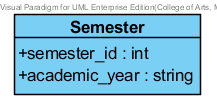 Visual Paradigm for UML Enterprise Edition(College of Arts, M
Semester
+semester_id : int
+academic_year : string